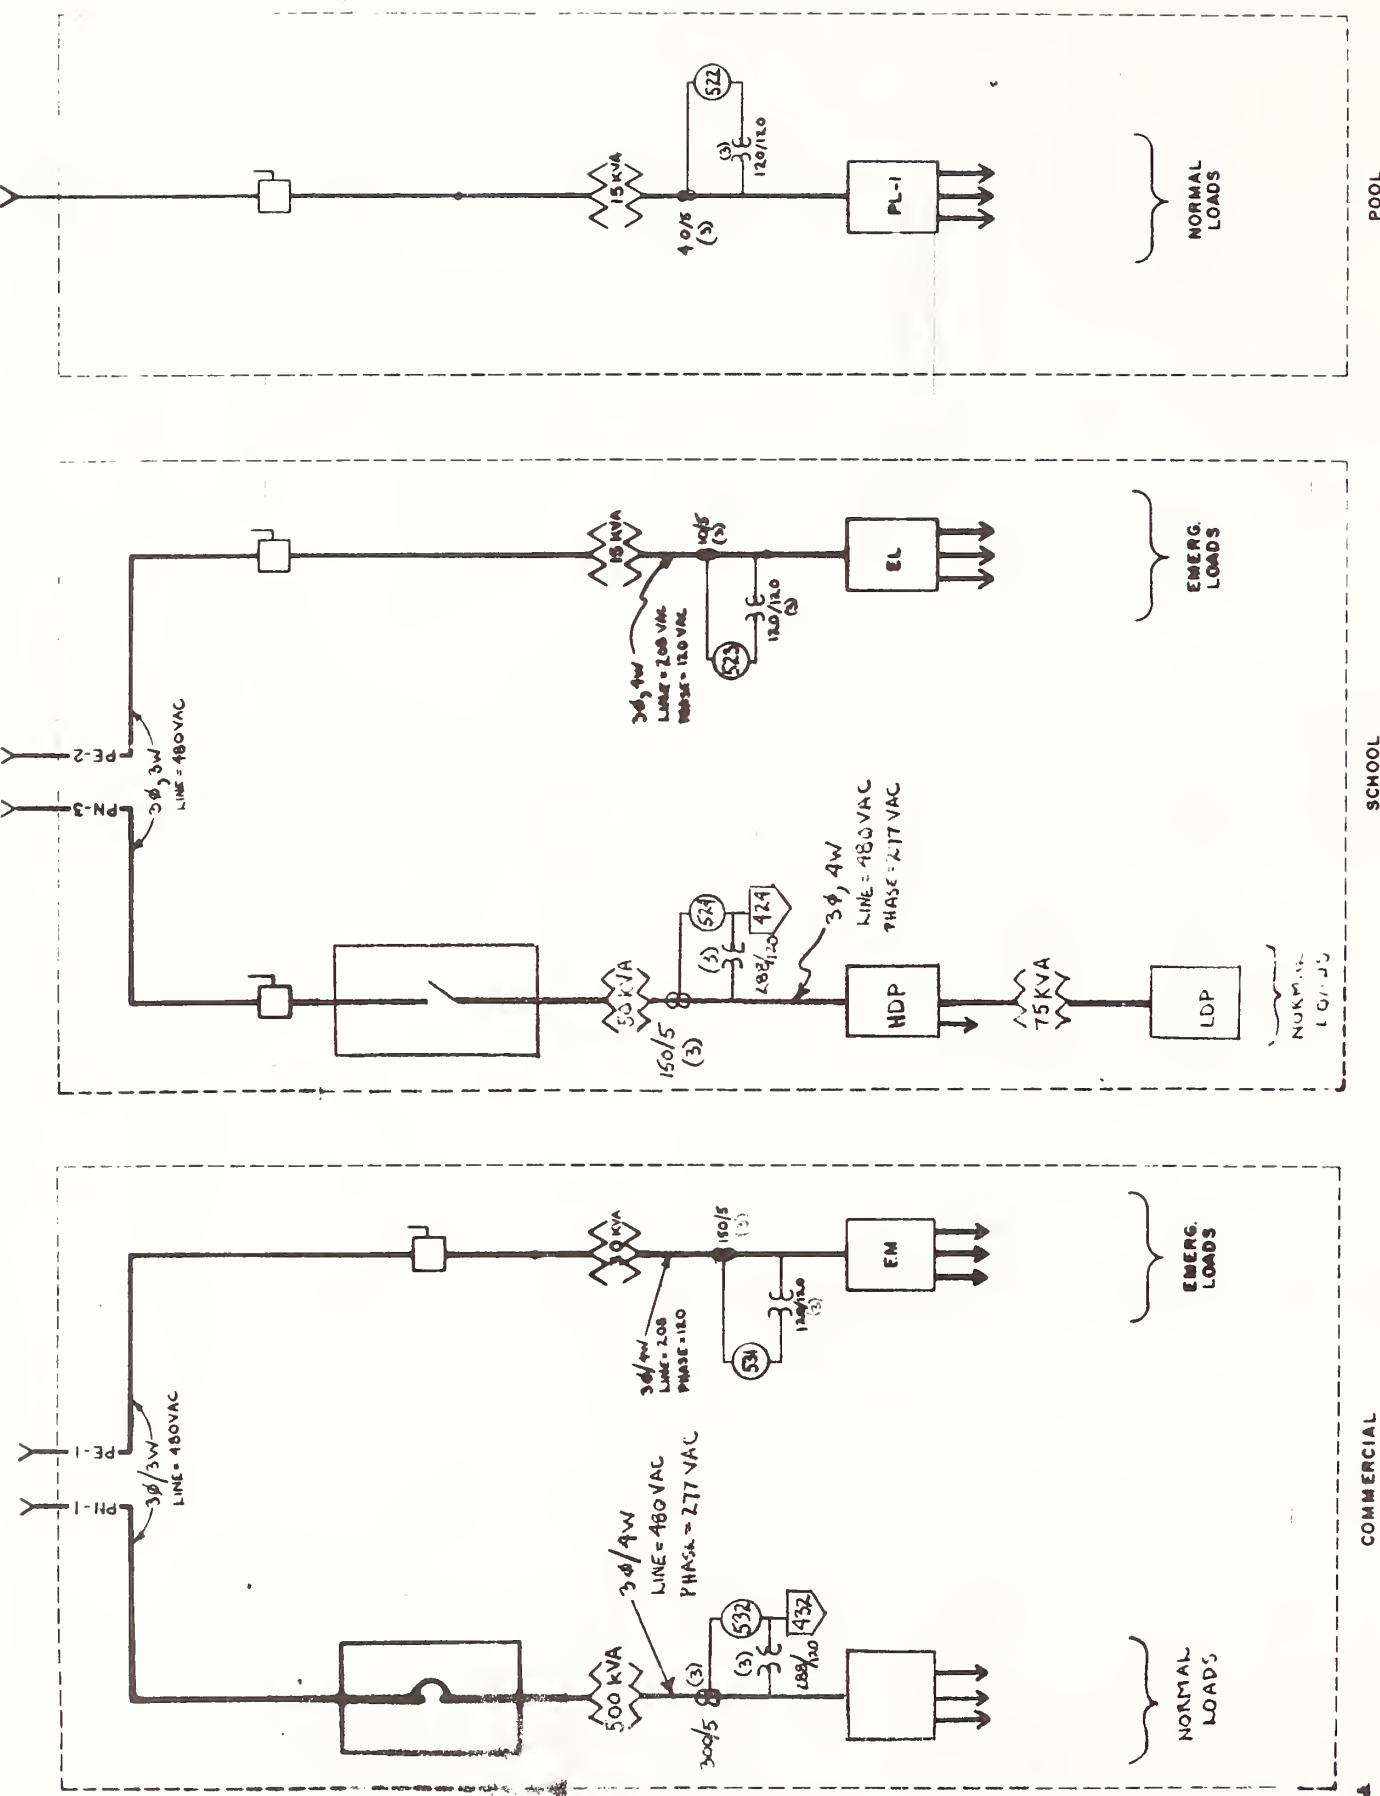 522
(3)
120/120
15 KVA
40/5
(3)
PL-1
NORMAL
LOADS
POOL
PE-2
PN-3
3Ø, 3W
LINE = 480VAC
15 KVA
10/5
(3)
3Ø, 4W
LINE = 208 VAC
PHASE = 120 VAC
523
120/120
(3)
EL
EMERG.
LOADS
50 KVA
150/5
(3)
524
(3)
288/120
424
3Ø, 4W
LINE = 480VAC
PHASE = 277 VAC
HDP
75 KVA
LDP
NORMAL
LOADS
SCHOOL
PE-1
PN-1
3Ø/3W
LINE = 480VAC
30 KVA
150/5
(3)
3Ø/4W
LINE = 208
PHASE = 120
531
120/120
(3)
EM
EMERG.
LOADS
500 KVA
3Ø/4W
LINE = 480VAC
PHASE = 277 VAC
300/5
(3)
532
(3)
288/120
432
NORMAL
LOADS
COMMERCIAL